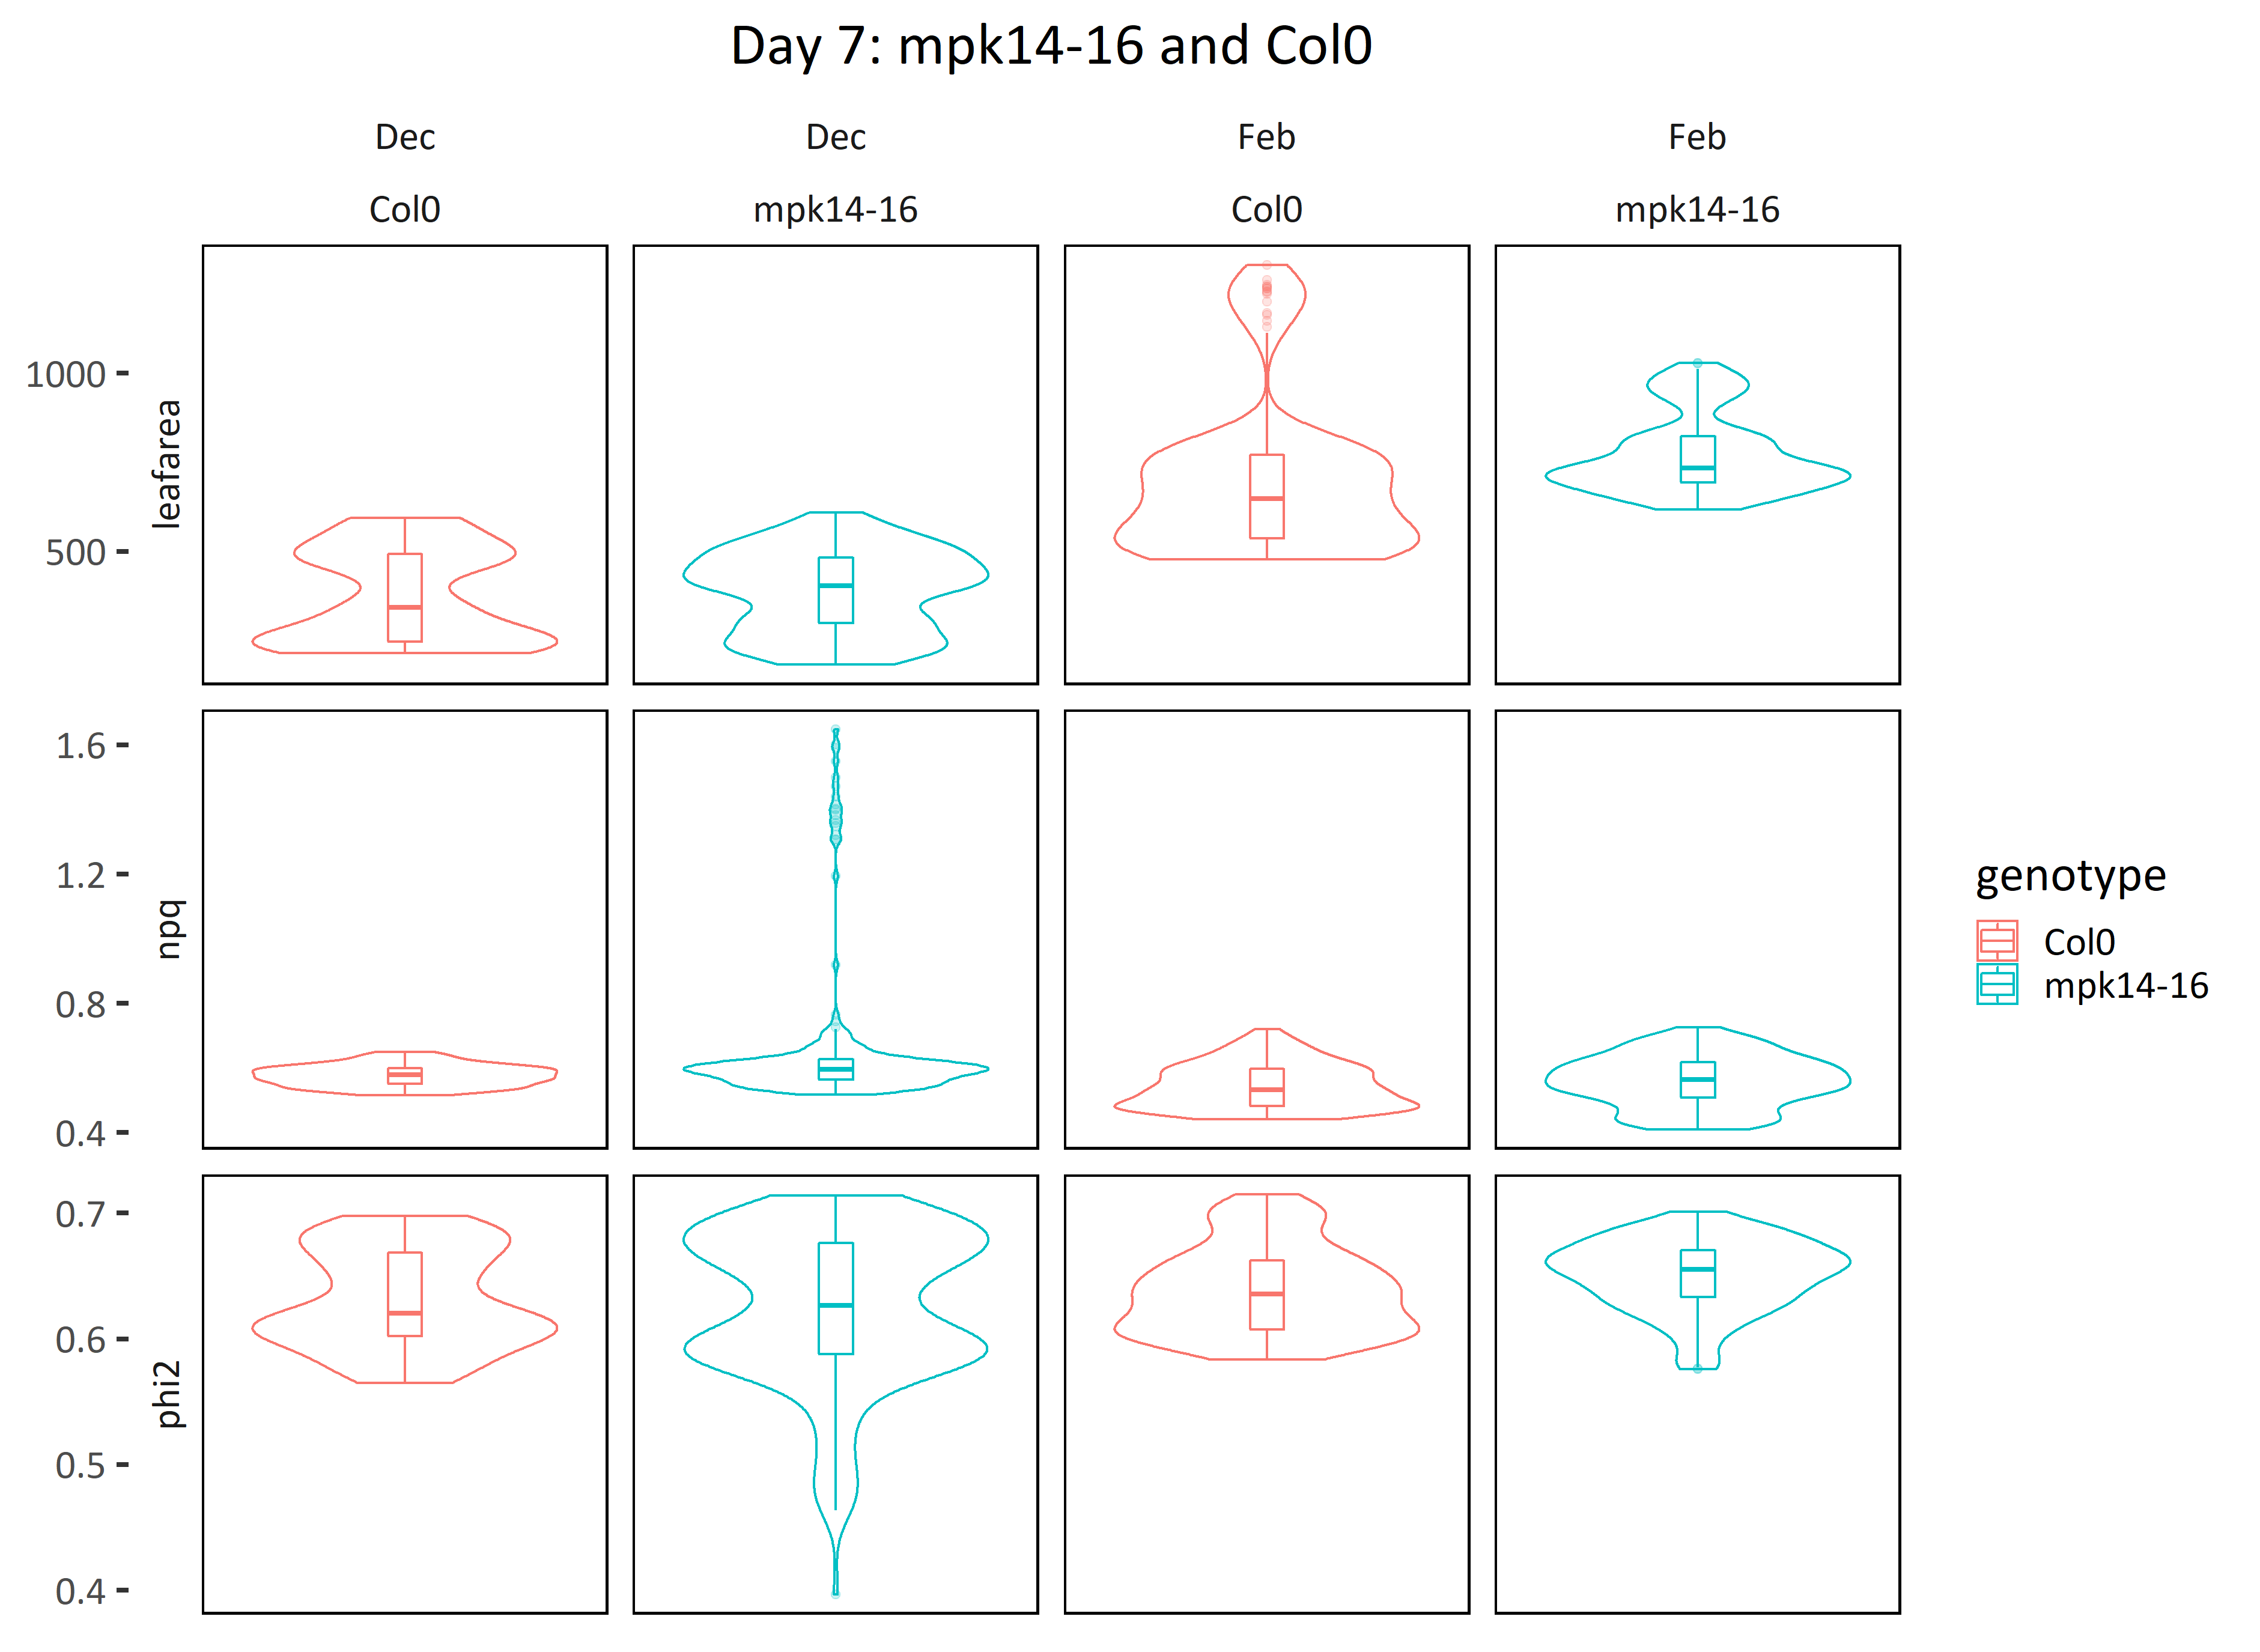 Day 7: mpk14-16 and Col0
Dec Dec Feb Feb
Col0 mpk14-16 Col0 mpk14-16
1000
500
leafarea
1.6
1.2
0.8
0.4
npq
0.7
0.6
0.5
0.4
phi2
genotype
Col0
mpk14-16